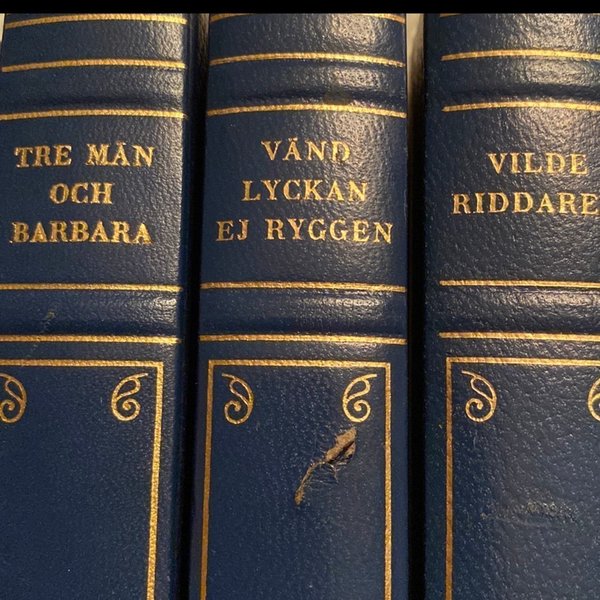 TRE MÄN
OCH
BARBARA
VÄND
LYCKAN
EJ RYGGEN
VILDE
RIDDARE